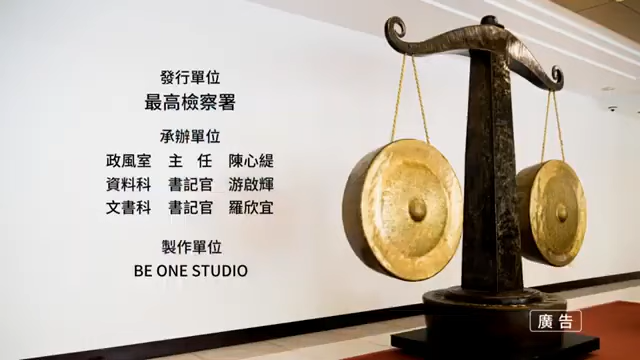 發行單位
最高檢察署
承辦單位
政風室 主 任 陳心緹
資料科 書記官 游啟輝
文書科 書記官 羅欣宜
製作單位
BE ONE STUDIO
廣告